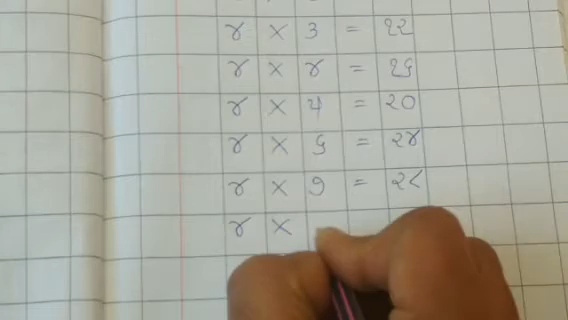 ૪ × ૩ = ૧૨
૪ × ૪ = ૧૬
૪ × ૫ = ૨૦
૪ × ૬ = ૨૪
૪ × ૭ = ૨૮
૪ ×